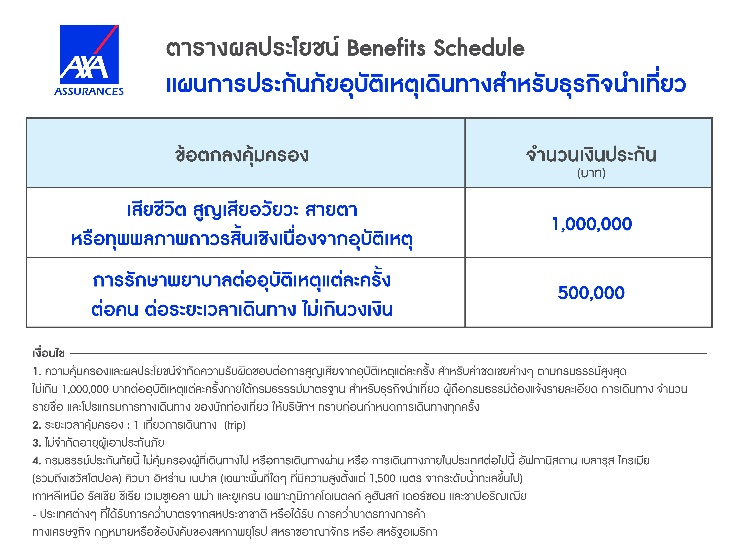 AXA
ASSURANCES
ตารางผลประโยชน์ Benefits Schedule
แผนการประกันภัยอุบัติเหตุเดินทางสำหรับธุรกิจนำเที่ยว
ข้อตกลงคุ้มครอง
จำนวนเงินประกัน
(บาท)
เสียชีวิต สูญเสียอวัยวะ สายตา
หรือทุพพลภาพถาวรสิ้นเชิงเนื่องจากอุบัติเหตุ
1,000,000
การรักษาพยาบาลต่ออุบัติเหตุแต่ละครั้ง
ต่อคน ต่อระยะเวลาเดินทาง ไม่เกินวงเงิน
500,000
เงื่อนไข
1. ความคุ้มครองและผลประโยชน์จำกัดความรับผิดชอบต่อการสูญเสียจากอุบัติเหตุแต่ละครั้ง สำหรับค่าชดเชยต่างๆ ตามกรมธรรม์สูงสุด
ไม่เกิน 1,000,000 บาทต่ออุบัติเหตุแต่ละครั้งภายใต้กรมธรรม์มาตรฐาน สำหรับธุรกิจนำเที่ยว ผู้ถือกรมธรรม์ต้องแจ้งรายละเอียด การเดินทาง จำนวน
รายชื่อ และโปรแกรมการทางเดินทาง ของนักท่องเที่ยว ให้บริษัทฯ ทราบก่อนกำหนดการเดินทางทุกครั้ง
2. ระยะเวลาคุ้มครอง : 1 เที่ยวการเดินทาง (trip)
3. ไม่จำกัดอายุผู้เอาประกันภัย
4. กรมธรรม์ประกันภัยนี้ ไม่คุ้มครองผู้ที่เดินทางไป หรือการเดินทางผ่าน หรือ การเดินทางภายในประเทศต่อไปนี้ อัฟกานิสถาน เบลารุส ไครเมีย
(รวมถึงเซวัสโตปอล) คิวบา อิหร่าน เนปาล (เฉพาะพื้นที่ใดๆ ที่มีความสูงตั้งแต่ 1,500 เมตร จากระดับน้ำทะเลขึ้นไป)
เกาหลีเหนือ รัสเซีย ซีเรีย เวเนซุเอลา พม่า และยูเครน เฉพาะภูมิภาคโดเนตสก์ ลูฮันสก์ เคอร์ซอน และซาปอริซเซีย
- ประเทศต่างๆ ที่ได้รับการคว่ำบาตรจากสหประชาชาติ หรือได้รับ การคว่ำบาตรทางการค้า
ทางเศรษฐกิจ กฎหมายหรือข้อบังคับของสหภาพยุโรป สหราชอาณาจักร หรือ สหรัฐอเมริกา